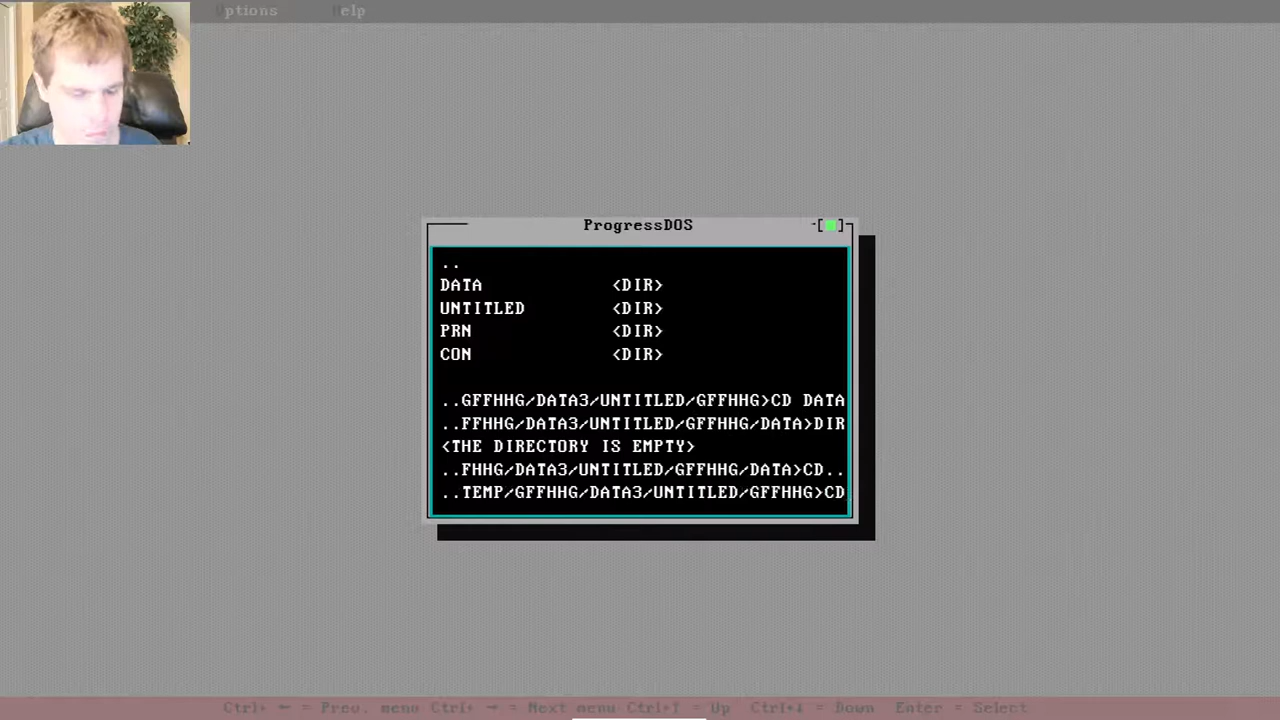 ptions elp
ProgressDOS
[■]
..
DATA <DIR>
UNTITLED <DIR>
PRN <DIR>
CON <DIR>
..GFFHHG/DATA3/UNTITLED/GFFHHG>CD DATA
..FFHHG/DATA3/UNTITLED/GFFHHG/DATA>DIR
<THE DIRECTORY IS EMPTY>
..FHHG/DATA3/UNTITLED/GFFHHG/DATA>CD..
..TEMP/GFFHHG/DATA3/UNTITLED/GFFHHG>CD
Ctrl+ ← = Prev. menu Ctrl+ → = Next menu Ctrl+↑ = Up Ctrl+↓ = Down Enter = Select